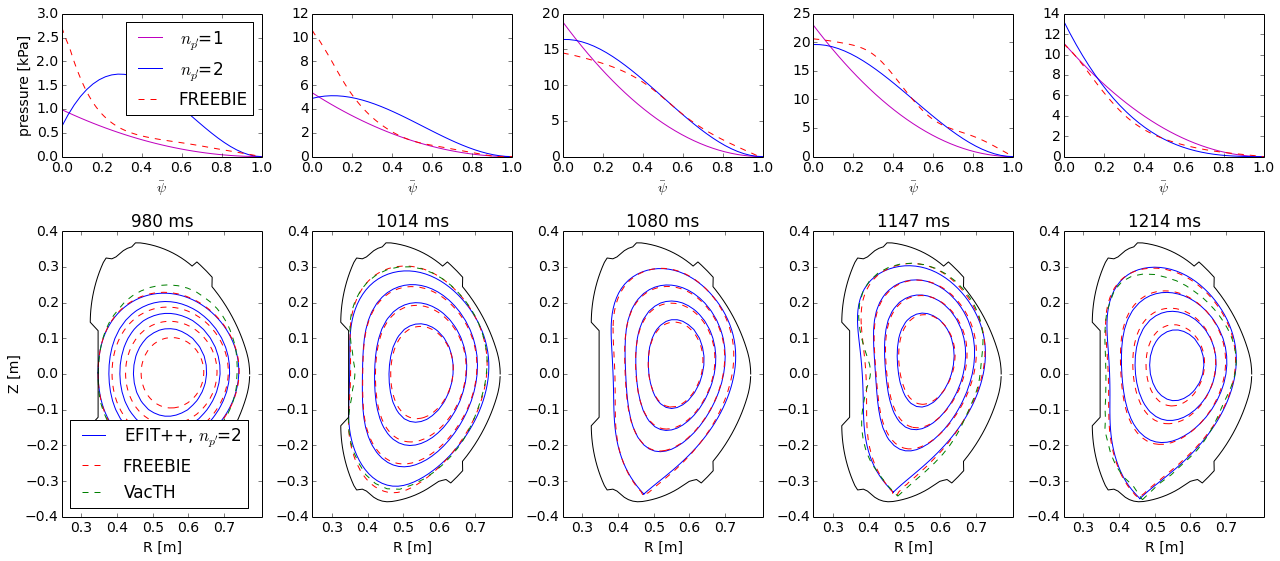 pressure [kPa]
3.0 2.5 2.0 1.5 1.0 0.5 0.0
n_p'=1
n_p'=2
FREEBIE
0.0 0.2 0.4 0.6 0.8 1.0
ψ̄
12 10 8 6 4 2 0
0.0 0.2 0.4 0.6 0.8 1.0
ψ̄
20 15 10 5 0
0.0 0.2 0.4 0.6 0.8 1.0
ψ̄
25 20 15 10 5 0
0.0 0.2 0.4 0.6 0.8 1.0
ψ̄
14 12 10 8 6 4 2 0
0.0 0.2 0.4 0.6 0.8 1.0
ψ̄
980 ms
Z [m]
0.4 0.3 0.2 0.1 0.0 −0.1 −0.2 −0.3 −0.4
EFIT++, n_p'=2
FREEBIE
VacTH
0.3 0.4 0.5 0.6 0.7
R [m]
1014 ms
0.4 0.3 0.2 0.1 0.0 −0.1 −0.2 −0.3 −0.4
0.3 0.4 0.5 0.6 0.7
R [m]
1080 ms
0.4 0.3 0.2 0.1 0.0 −0.1 −0.2 −0.3 −0.4
0.3 0.4 0.5 0.6 0.7
R [m]
1147 ms
0.4 0.3 0.2 0.1 0.0 −0.1 −0.2 −0.3 −0.4
0.3 0.4 0.5 0.6 0.7
R [m]
1214 ms
0.4 0.3 0.2 0.1 0.0 −0.1 −0.2 −0.3 −0.4
0.3 0.4 0.5 0.6 0.7
R [m]